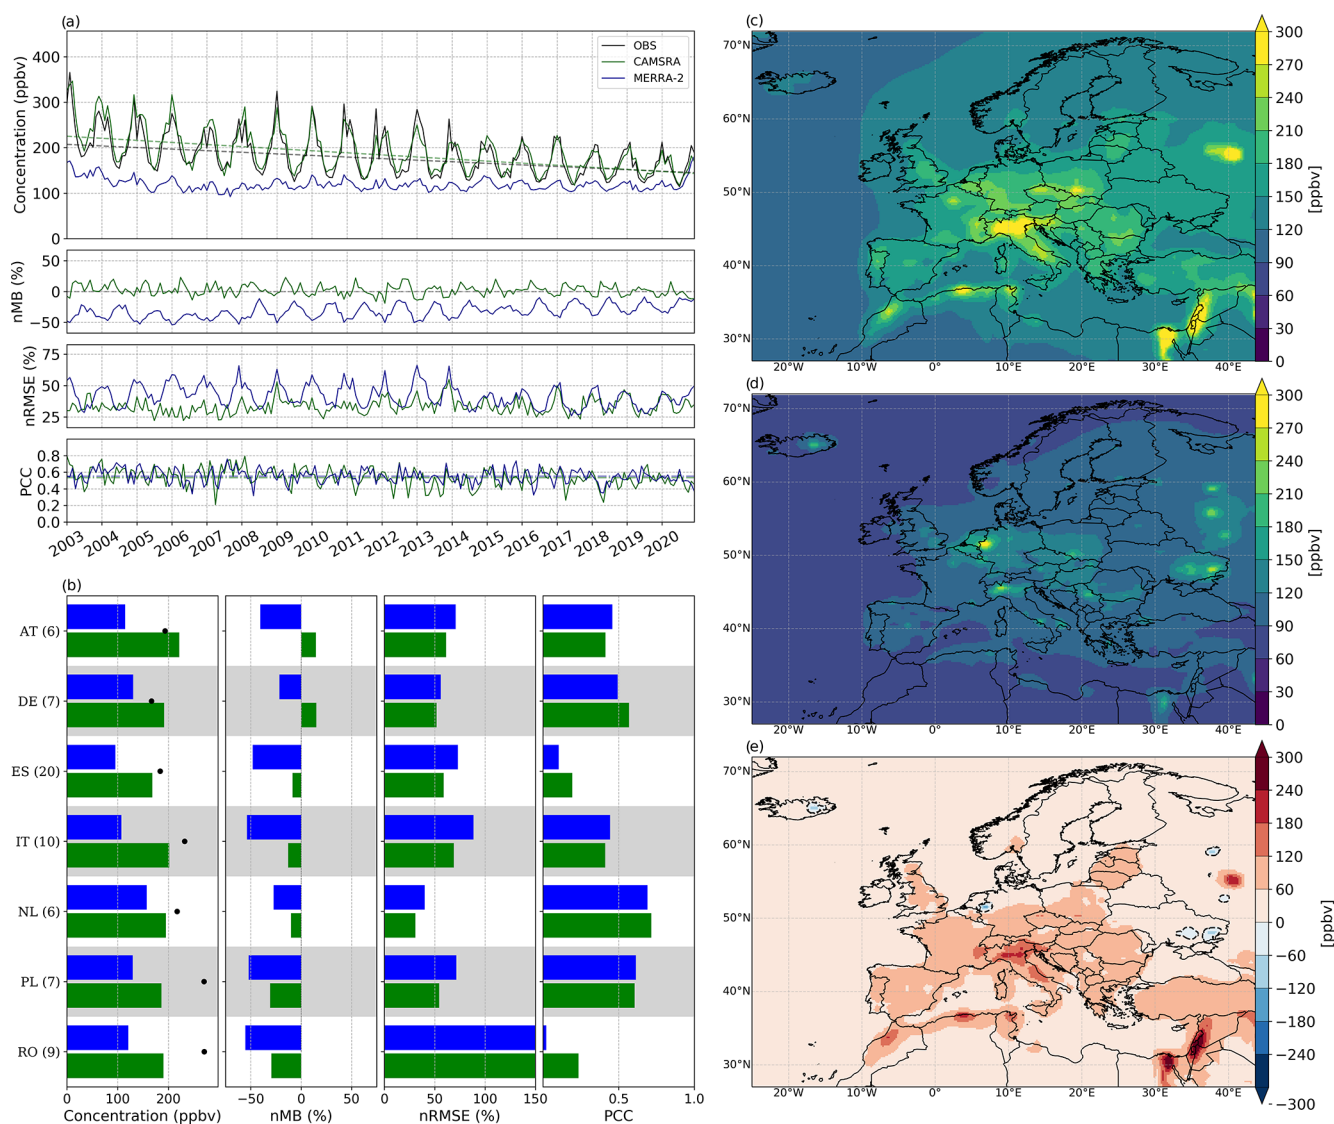 (a)
Concentration (ppbv)
400
300
200
100
0
OBS
CAMSRA
MERRA-2
nMB (%)
50
0
−50
nRMSE (%)
75
50
25
PCC
0.8
0.6
0.4
0.2
0.0
2003 2004 2005 2006 2007 2008 2009 2010 2011 2012 2013 2014 2015 2016 2017 2018 2019 2020
(b)
AT (6)
DE (7)
ES (20)
IT (10)
NL (6)
PL (7)
RO (9)
0 100 200
Concentration (ppbv)
−50 0 50
nMB (%)
0 50 100 150
nRMSE (%)
0.5 1.0
PCC
(c)
70°N
60°N
50°N
40°N
30°N
20°W 10°W 0° 10°E 20°E 30°E 40°E
300
270
240
210
180
150
120
90
60
30
0
[ppbv]
(d)
70°N
60°N
50°N
40°N
30°N
20°W 10°W 0° 10°E 20°E 30°E 40°E
300
270
240
210
180
150
120
90
60
30
0
[ppbv]
(e)
70°N
60°N
50°N
40°N
30°N
20°W 10°W 0° 10°E 20°E 30°E 40°E
300
240
180
120
60
0
−60
−120
−180
−240
−300
[ppbv]